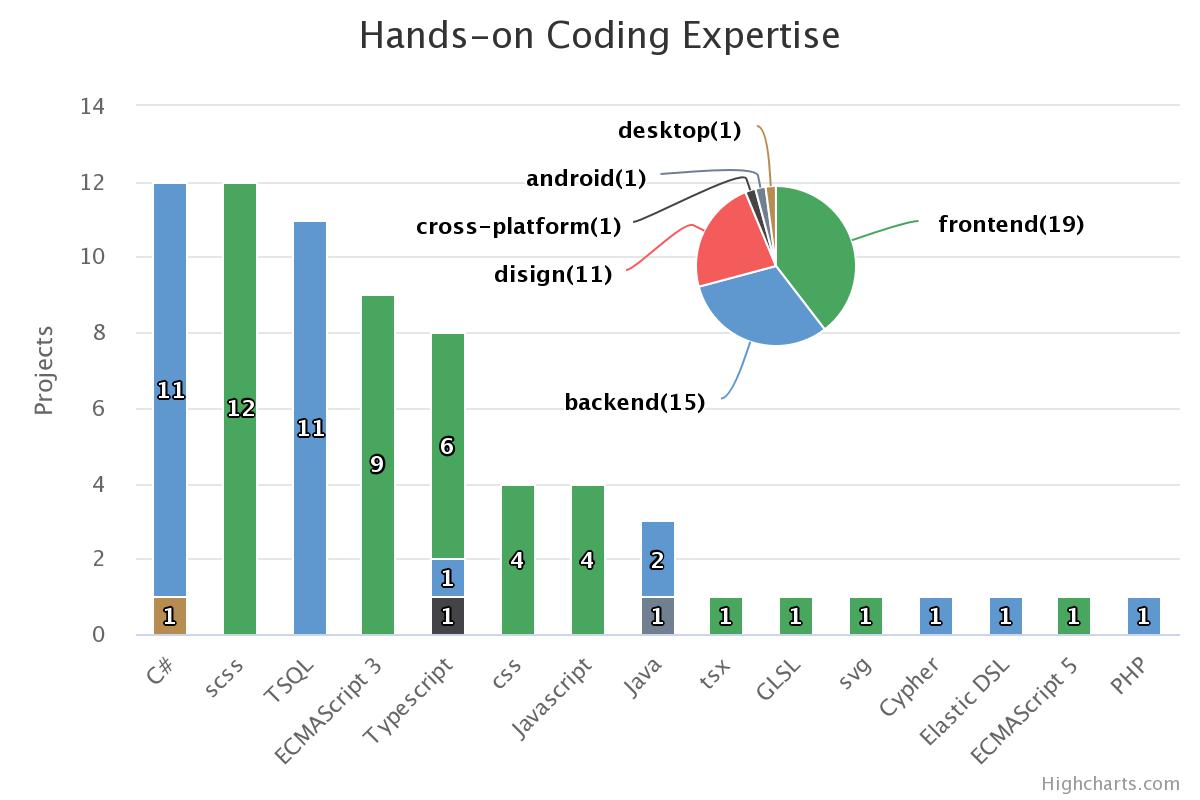 Hands-on Coding Expertise
14
12
10
8
6
4
2
0
Projects
desktop(1)
android(1)
cross-platform(1)
disign(11)
frontend(19)
backend(15)
11
1
12
11
9
6
1
1
4
4
2
1
1
1
1
1
1
1
1
C#
scss
TSQL
ECMAScript 3
Typescript
css
Javascript
Java
tsx
GLSL
svg
Cypher
Elastic DSL
ECMAScript 5
PHP
Highcharts.com